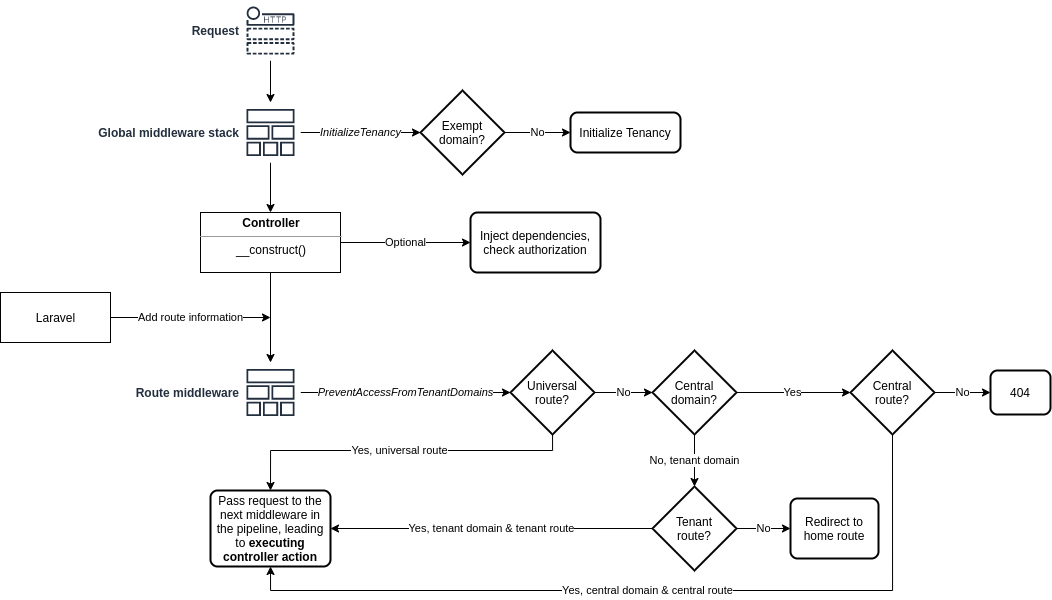 HTTP
Request
Global middleware stack
InitializeTenancy
Exempt
domain?
No
Initialize Tenancy
Controller
__construct()
Optional
Inject dependencies,
check authorization
Laravel
Add route information
Route middleware
PreventAccessFromTenantDomains
Universal
route?
No
Central
domain?
Yes
Central
route?
No
404
Yes, universal route
No, tenant domain
Pass request to the
next middleware in
the pipeline, leading
to executing
controller action
Yes, tenant domain & tenant route
Tenant
route?
No
Redirect to
home route
Yes, central domain & central route